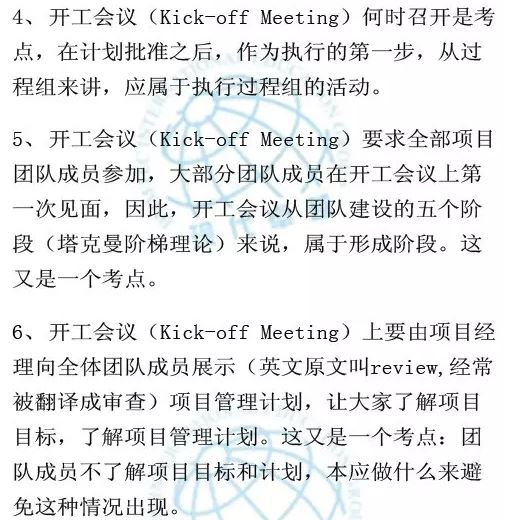 4、开工会议（Kick-off Meeting）何时召开是考
点，在计划批准之后，作为执行的第一步，从过
程组来讲，应属于执行过程组的活动。
5、开工会议（Kick-off Meeting）要求全部项目
团队成员参加，大部分团队成员在开工会议上第
一次见面，因此，开工会议从团队建设的五个阶
段（塔克曼阶梯理论）来说，属于形成阶段。这
又是一个考点。
6、开工会议（Kick-off Meeting）上要由项目经
理向全体团队成员展示（英文原文叫review,经常
被翻译成审查）项目管理计划，让大家了解项目
目标，了解项目管理计划。这又是一个考点：团
队成员不了解项目目标和计划，本应做什么来避
免这种情况出现。